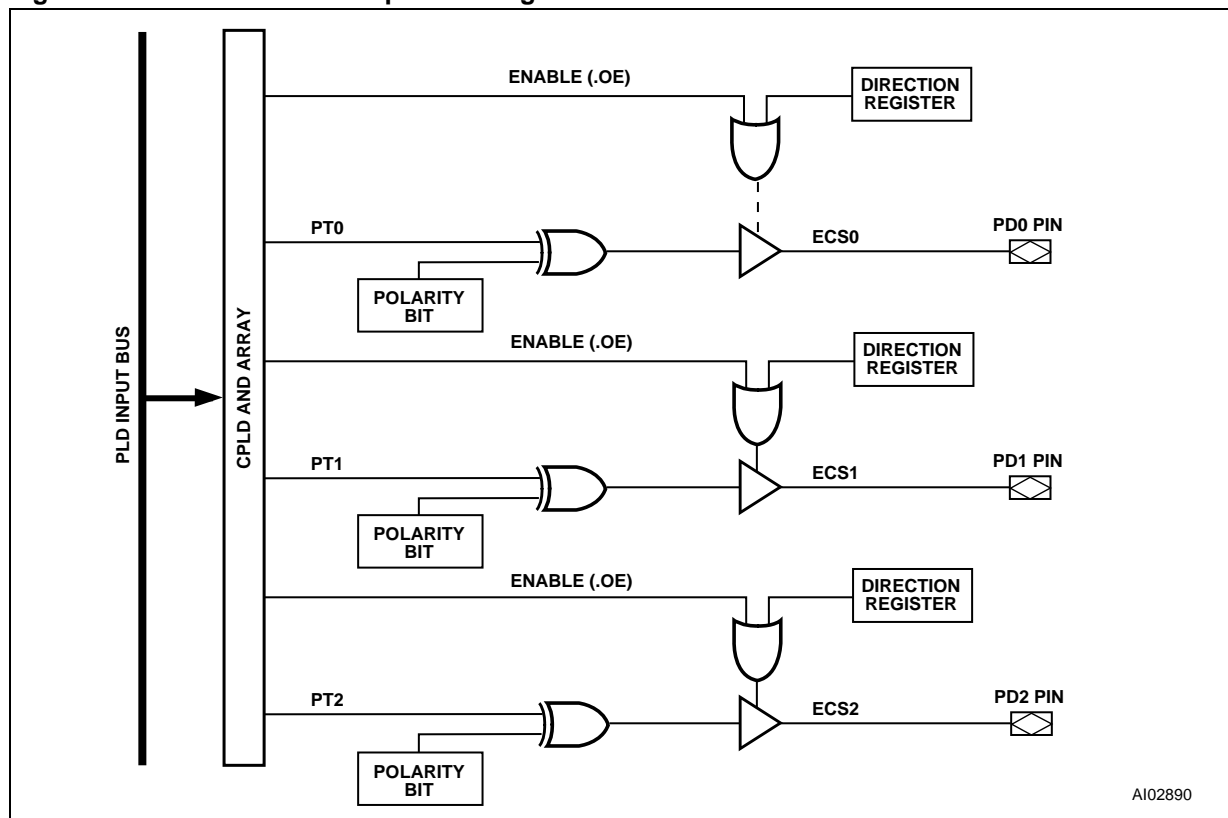 ENABLE (.OE)
DIRECTION
REGISTER
PT0
ECS0
PD0 PIN
POLARITY
BIT
ENABLE (.OE)
DIRECTION
REGISTER
PLD INPUT BUS
CPLD AND ARRAY
PT1
ECS1
PD1 PIN
POLARITY
BIT
ENABLE (.OE)
DIRECTION
REGISTER
PT2
ECS2
PD2 PIN
POLARITY
BIT
AI02890